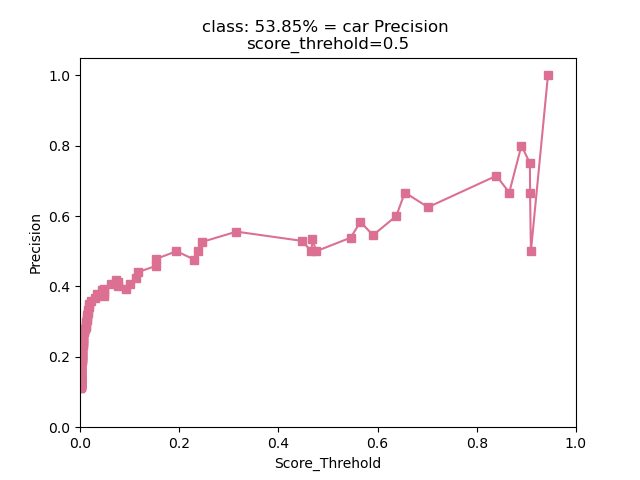 class: 53.85% = car Precision
score_threhold=0.5
Precision
1.0
0.8
0.6
0.4
0.2
0.0
0.0 0.2 0.4 0.6 0.8 1.0
Score_Threhold